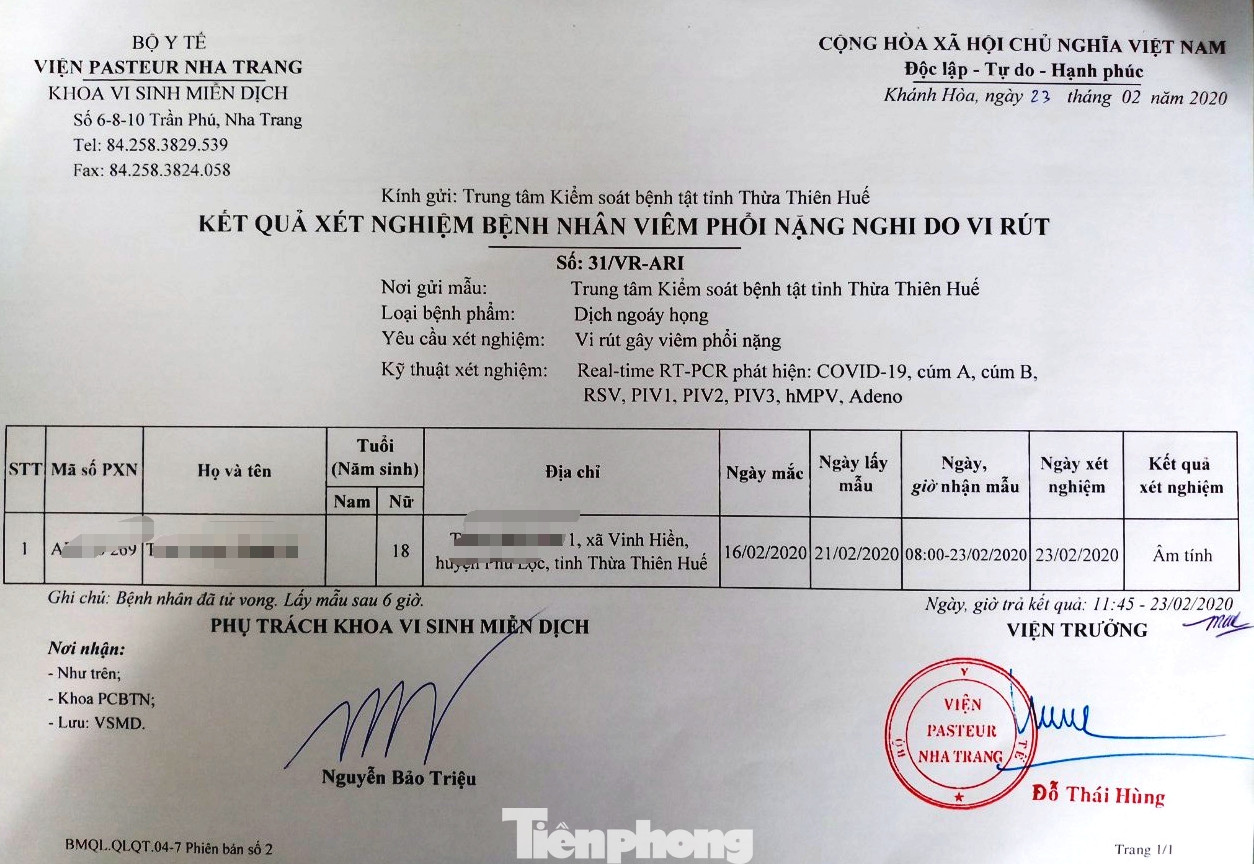 BỘ Y TẾ
VIỆN PASTEUR NHA TRANG
KHOA VI SINH MIỄN DỊCH
Số 6-8-10 Trần Phú, Nha Trang
Tel: 84.258.3829.539
Fax: 84.258.3824.058
CỘNG HÒA XÃ HỘI CHỦ NGHĨA VIỆT NAM
Độc lập - Tự do - Hạnh phúc
Khánh Hòa, ngày 23 tháng 02 năm 2020
Kính gửi: Trung tâm Kiểm soát bệnh tật tỉnh Thừa Thiên Huế
KẾT QUẢ XÉT NGHIỆM BỆNH NHÂN VIÊM PHỔI NẶNG NGHI DO VI RÚT
Số: 31/VR-ARI
Nơi gửi mẫu: Trung tâm Kiểm soát bệnh tật tỉnh Thừa Thiên Huế
Loại bệnh phẩm: Dịch ngoáy họng
Yêu cầu xét nghiệm: Vi rút gây viêm phổi nặng
Kỹ thuật xét nghiệm: Real-time RT-PCR phát hiện: COVID-19, cúm A, cúm B,
RSV, PIV1, PIV2, PIV3, hMPV, Adeno
STT Mã số PXN Họ và tên Tuổi (Năm sinh) Nam Nữ Địa chỉ Ngày mắc Ngày lấy mẫu Ngày, giờ nhận mẫu Ngày xét nghiệm Kết quả xét nghiệm
1 18 1, xã Vinh Hiền, 16/02/2020 21/02/2020 08:00-23/02/2020 23/02/2020 Âm tính
huyện Phú Lộc, tỉnh Thừa Thiên Huế
Ghi chú: Bệnh nhân đã tử vong. Lấy mẫu sau 6 giờ.
Ngày, giờ trả kết quả: 11:45 - 23/02/2020
PHỤ TRÁCH KHOA VI SINH MIỄN DỊCH
VIỆN TRƯỞNG
Nơi nhận:
- Như trên;
- Khoa PCBTN;
- Lưu: VSMD.
Nguyễn Bảo Triệu
BỘ Y TẾ
VIỆN
PASTEUR
NHA TRANG
Đỗ Thái Hùng
Tiềnphong
BMQL.QLQT.04-7 Phiên bản số 2
Trang 1/1